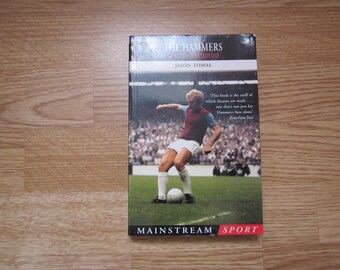 THE HAMMERS
JASON TOMAS
'This book is the stuff of
which dreams are made . . .
one that's not just for
Hammers fans alone'
MAINSTREAM SPORT